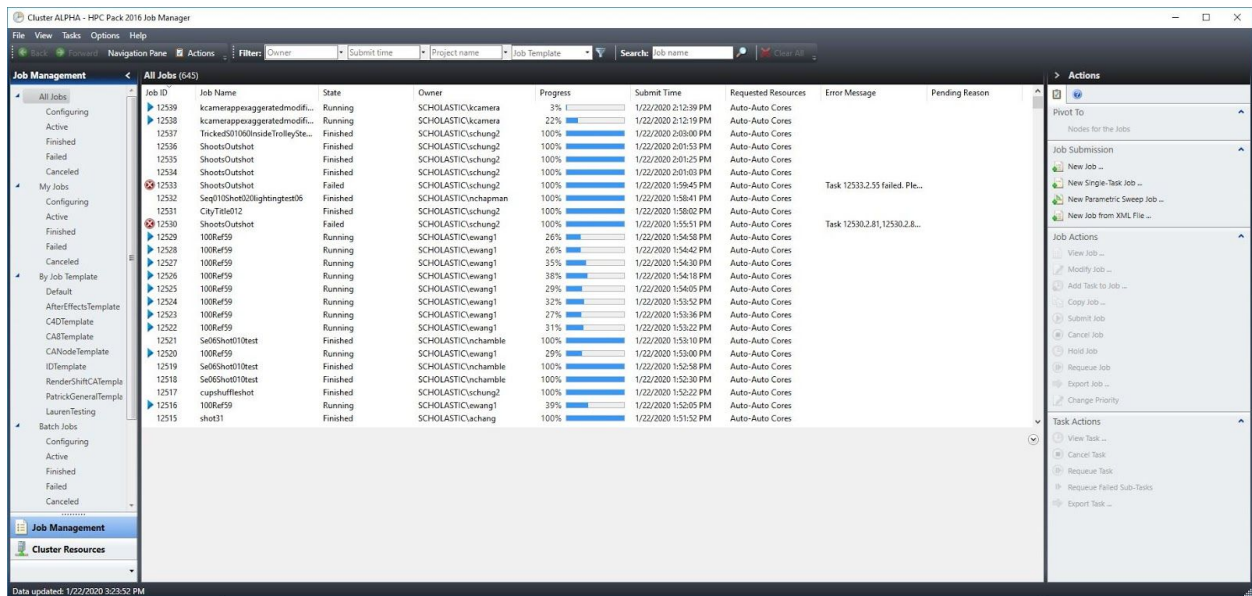 Cluster ALPHA - HPC Pack 2016 Job Manager
File View Tasks Options Help
Back Forward Navigation Pane Actions Filter: Owner Submit time Project name Job Template Search: Job name Clear All
Job Management
All Jobs
Configuring
Active
Finished
Failed
Canceled
My Jobs
Configuring
Active
Finished
Failed
Canceled
By Job Template
Default
AfterEffectsTemplate
C4DTemplate
CA8Template
CANodeTemplate
IDTemplate
RenderShiftCATempla
PatrickGeneralTempla
LaurenTesting
Batch Jobs
Configuring
Active
Finished
Failed
Canceled
Job Management
Cluster Resources
All Jobs (645)
Job ID Job Name State Owner Progress Submit Time Requested Resources Error Message Pending Reason
12539 kcamerappexaggeratedmodifi... Running SCHOLASTIC\kcamera 3% 1/22/2020 2:12:39 PM Auto-Auto Cores
12538 kcamerappexaggeratedmodifi... Running SCHOLASTIC\kcamera 22% 1/22/2020 2:12:19 PM Auto-Auto Cores
12537 TrickedS01060InsideTrolleySte... Finished SCHOLASTIC\schung2 100% 1/22/2020 2:03:00 PM Auto-Auto Cores
12536 ShootsOutshot Finished SCHOLASTIC\schung2 100% 1/22/2020 2:01:53 PM Auto-Auto Cores
12535 ShootsOutshot Finished SCHOLASTIC\schung2 100% 1/22/2020 2:01:25 PM Auto-Auto Cores
12534 ShootsOutshot Finished SCHOLASTIC\schung2 100% 1/22/2020 2:01:03 PM Auto-Auto Cores
12533 ShootsOutshot Failed SCHOLASTIC\schung2 100% 1/22/2020 1:59:45 PM Auto-Auto Cores Task 12533.2.55 failed. Ple...
12532 Seq010Shot020lightingtest06 Finished SCHOLASTIC\nchapman 100% 1/22/2020 1:58:41 PM Auto-Auto Cores
12531 CityTitle012 Finished SCHOLASTIC\schung2 100% 1/22/2020 1:58:02 PM Auto-Auto Cores
12530 ShootsOutshot Failed SCHOLASTIC\schung2 100% 1/22/2020 1:55:51 PM Auto-Auto Cores Task 12530.2.81,12530.2.8...
12529 100Ref59 Running SCHOLASTIC\ewang1 26% 1/22/2020 1:54:58 PM Auto-Auto Cores
12528 100Ref59 Running SCHOLASTIC\ewang1 26% 1/22/2020 1:54:42 PM Auto-Auto Cores
12527 100Ref59 Running SCHOLASTIC\ewang1 35% 1/22/2020 1:54:30 PM Auto-Auto Cores
12526 100Ref59 Running SCHOLASTIC\ewang1 38% 1/22/2020 1:54:18 PM Auto-Auto Cores
12525 100Ref59 Running SCHOLASTIC\ewang1 29% 1/22/2020 1:54:05 PM Auto-Auto Cores
12524 100Ref59 Running SCHOLASTIC\ewang1 32% 1/22/2020 1:53:52 PM Auto-Auto Cores
12523 100Ref59 Running SCHOLASTIC\ewang1 27% 1/22/2020 1:53:36 PM Auto-Auto Cores
12522 100Ref59 Running SCHOLASTIC\ewang1 31% 1/22/2020 1:53:22 PM Auto-Auto Cores
12521 Se06Shot010test Finished SCHOLASTIC\nchamble 100% 1/22/2020 1:53:10 PM Auto-Auto Cores
12520 100Ref59 Running SCHOLASTIC\ewang1 29% 1/22/2020 1:53:00 PM Auto-Auto Cores
12519 Se06Shot010test Finished SCHOLASTIC\nchamble 100% 1/22/2020 1:52:58 PM Auto-Auto Cores
12518 Se06Shot010test Finished SCHOLASTIC\nchamble 100% 1/22/2020 1:52:30 PM Auto-Auto Cores
12517 cupshuffleshot Finished SCHOLASTIC\schung2 100% 1/22/2020 1:52:22 PM Auto-Auto Cores
12516 100Ref59 Running SCHOLASTIC\ewang1 39% 1/22/2020 1:52:05 PM Auto-Auto Cores
12515 shot31 Finished SCHOLASTIC\achang 100% 1/22/2020 1:51:52 PM Auto-Auto Cores
Actions
Pivot To
Nodes for the Jobs
Job Submission
New Job ...
New Single-Task Job ...
New Parametric Sweep Job ...
New Job from XML File ...
Job Actions
View Job ...
Modify Job ...
Add Task to Job ...
Copy Job ...
Submit Job
Cancel Job
Hold Job
Requeue Job
Export Job ...
Change Priority
Task Actions
View Task ...
Cancel Task
Requeue Task
Requeue Failed Sub-Tasks
Export Task ...
Data updated: 1/22/2020 3:23:52 PM